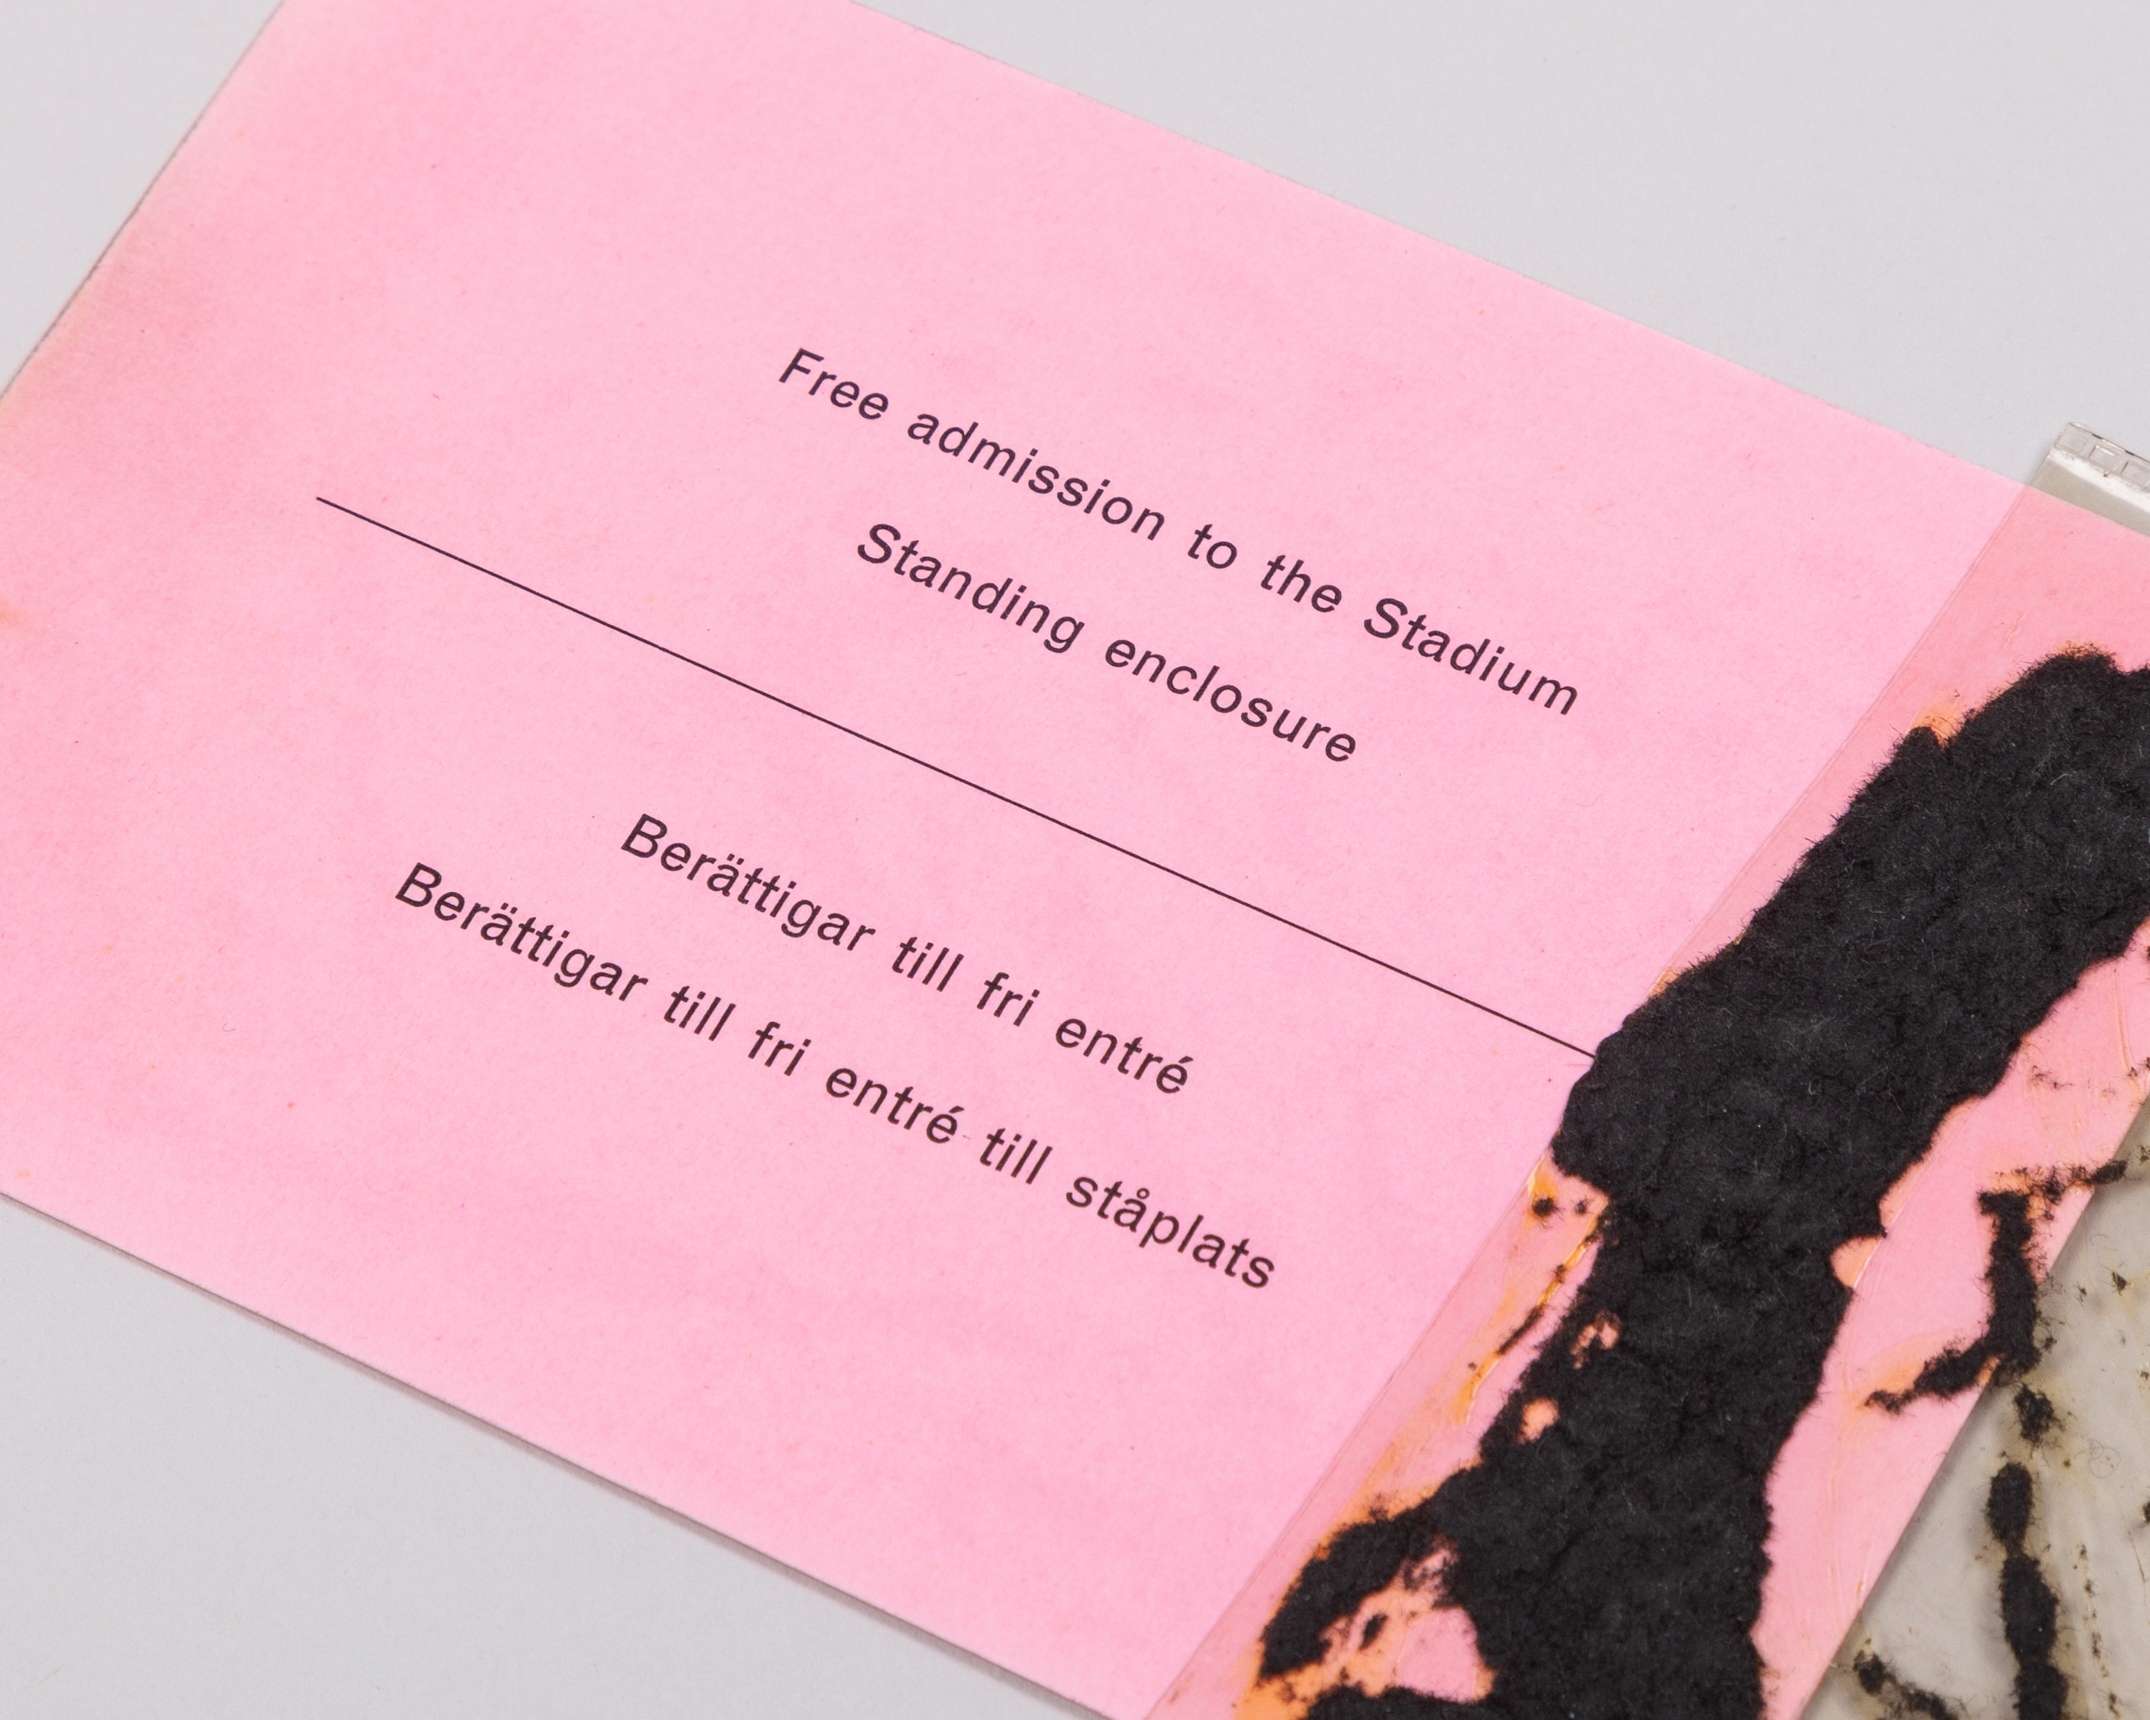 Free admission to the Stadium
Standing enclosure
Berättigar till fri entré
Berättigar till fri entré till ståplats